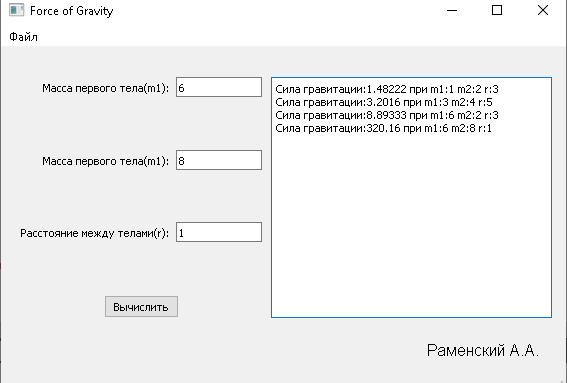 Force of Gravity
Файл
Масса первого тела(m1):
6
Масса первого тела(m1):
8
Расстояние между телами(r):
1
Вычислить
Сила гравитации:1.48222 при m1:1 m2:2 r:3
Сила гравитации:3.2016 при m1:3 m2:4 r:5
Сила гравитации:8.89333 при m1:6 m2:2 r:3
Сила гравитации:320.16 при m1:6 m2:8 r:1
Раменский А.А.